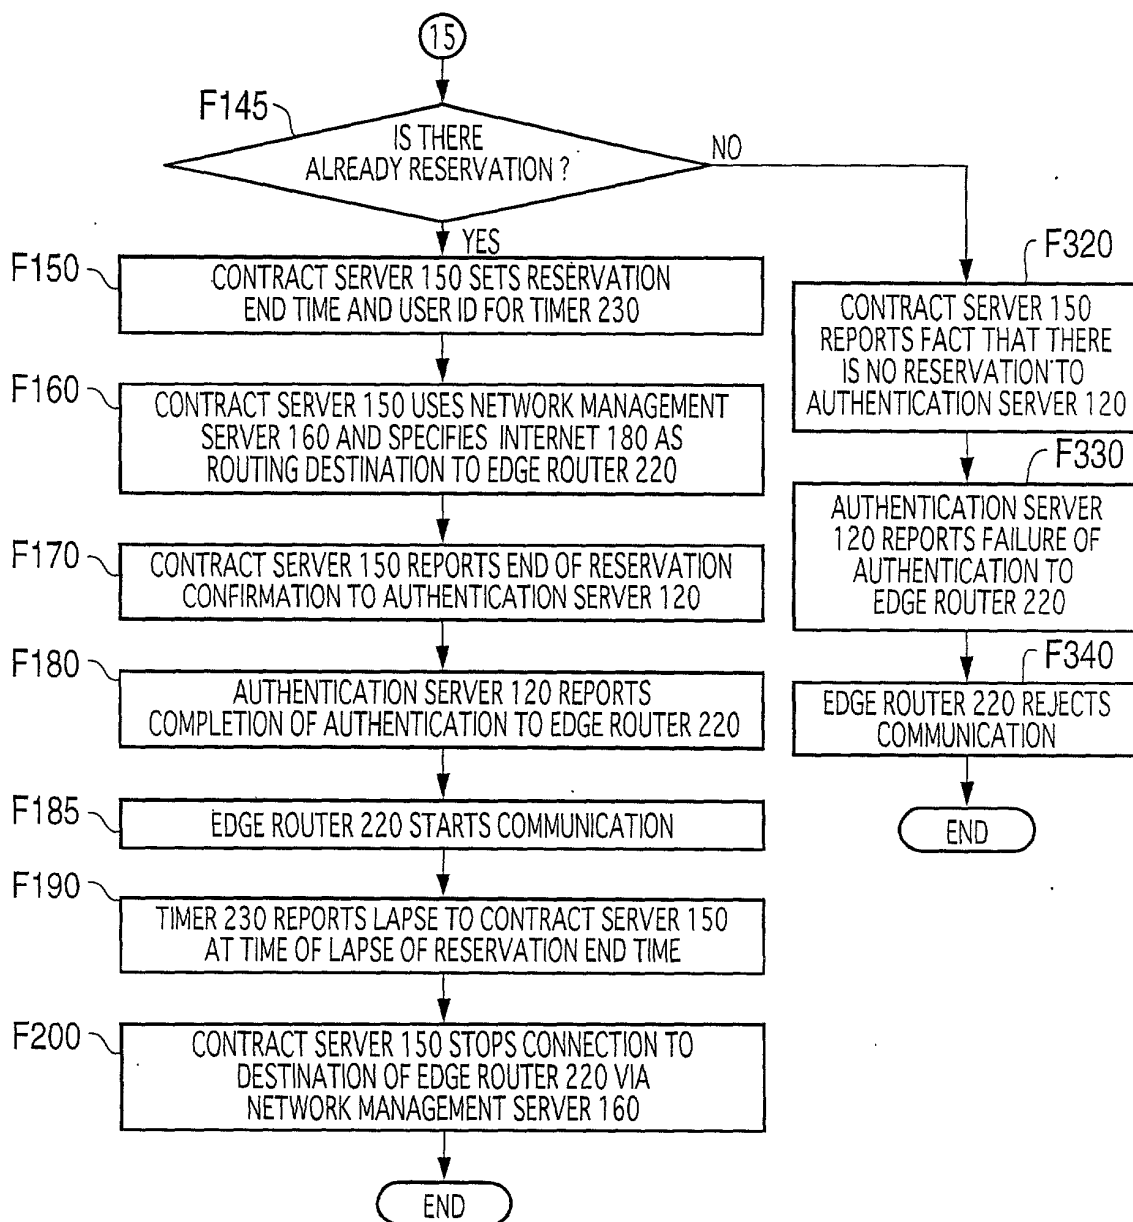 15
F145
IS THERE
ALREADY RESERVATION ?
NO
YES
F150
CONTRACT SERVER 150 SETS RESERVATION
END TIME AND USER ID FOR TIMER 230
F160
CONTRACT SERVER 150 USES NETWORK MANAGEMENT
SERVER 160 AND SPECIFIES INTERNET 180 AS
ROUTING DESTINATION TO EDGE ROUTER 220
F170
CONTRACT SERVER 150 REPORTS END OF RESERVATION
CONFIRMATION TO AUTHENTICATION SERVER 120
F180
AUTHENTICATION SERVER 120 REPORTS
COMPLETION OF AUTHENTICATION TO EDGE ROUTER 220
F185
EDGE ROUTER 220 STARTS COMMUNICATION
F190
TIMER 230 REPORTS LAPSE TO CONTRACT SERVER 150
AT TIME OF LAPSE OF RESERVATION END TIME
F200
CONTRACT SERVER 150 STOPS CONNECTION TO
DESTINATION OF EDGE ROUTER 220 VIA
NETWORK MANAGEMENT SERVER 160
END
F320
CONTRACT SERVER 150
REPORTS FACT THAT THERE
IS NO RESERVATION TO
AUTHENTICATION SERVER 120
F330
AUTHENTICATION SERVER
120 REPORTS FAILURE OF
AUTHENTICATION TO
EDGE ROUTER 220
F340
EDGE ROUTER 220 REJECTS
COMMUNICATION
END